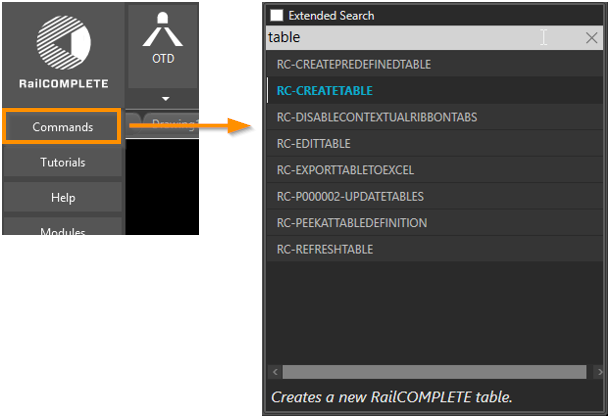 RailCOMPLETE
OTD
Commands
Drawing1
Tutorials
Help
Modules
Extended Search
table
RC-CREATEPREDEFINEDTABLE
RC-CREATETABLE
RC-DISABLECONTEXTUALRIBBONTABS
RC-EDITTABLE
RC-EXPORTTABLETOEXCEL
RC-P000002-UPDATETABLES
RC-PEEKATTABLEDEFINITION
RC-REFRESHTABLE
Creates a new RailCOMPLETE table.